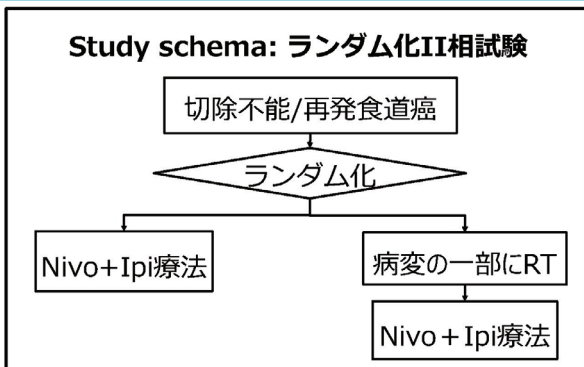 Study schema: ランダム化II相試験
切除不能/再発食道癌
ランダム化
Nivo+Ipi療法
病変の一部にRT
Nivo+Ipi療法